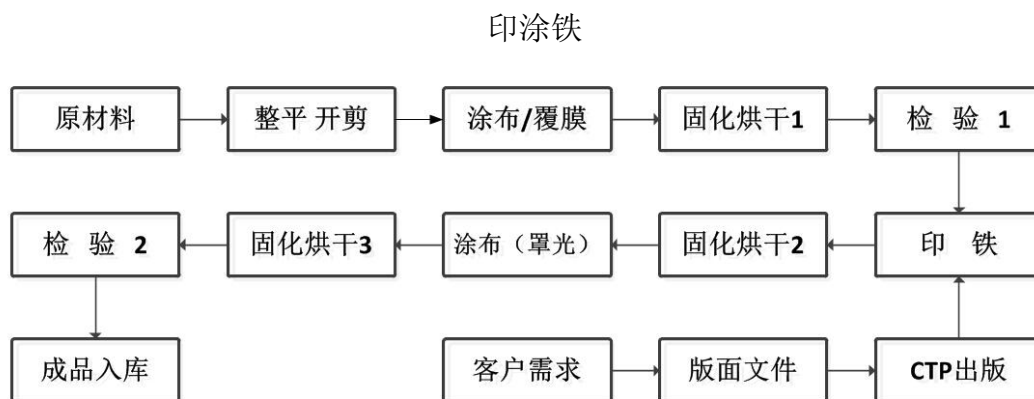 印涂铁
原材料
整平 开剪
涂布/覆膜
固化烘干1
检 验 1
检 验 2
固化烘干3
涂布（罩光）
固化烘干2
印 铁
成品入库
客户需求
版面文件
CTP出版